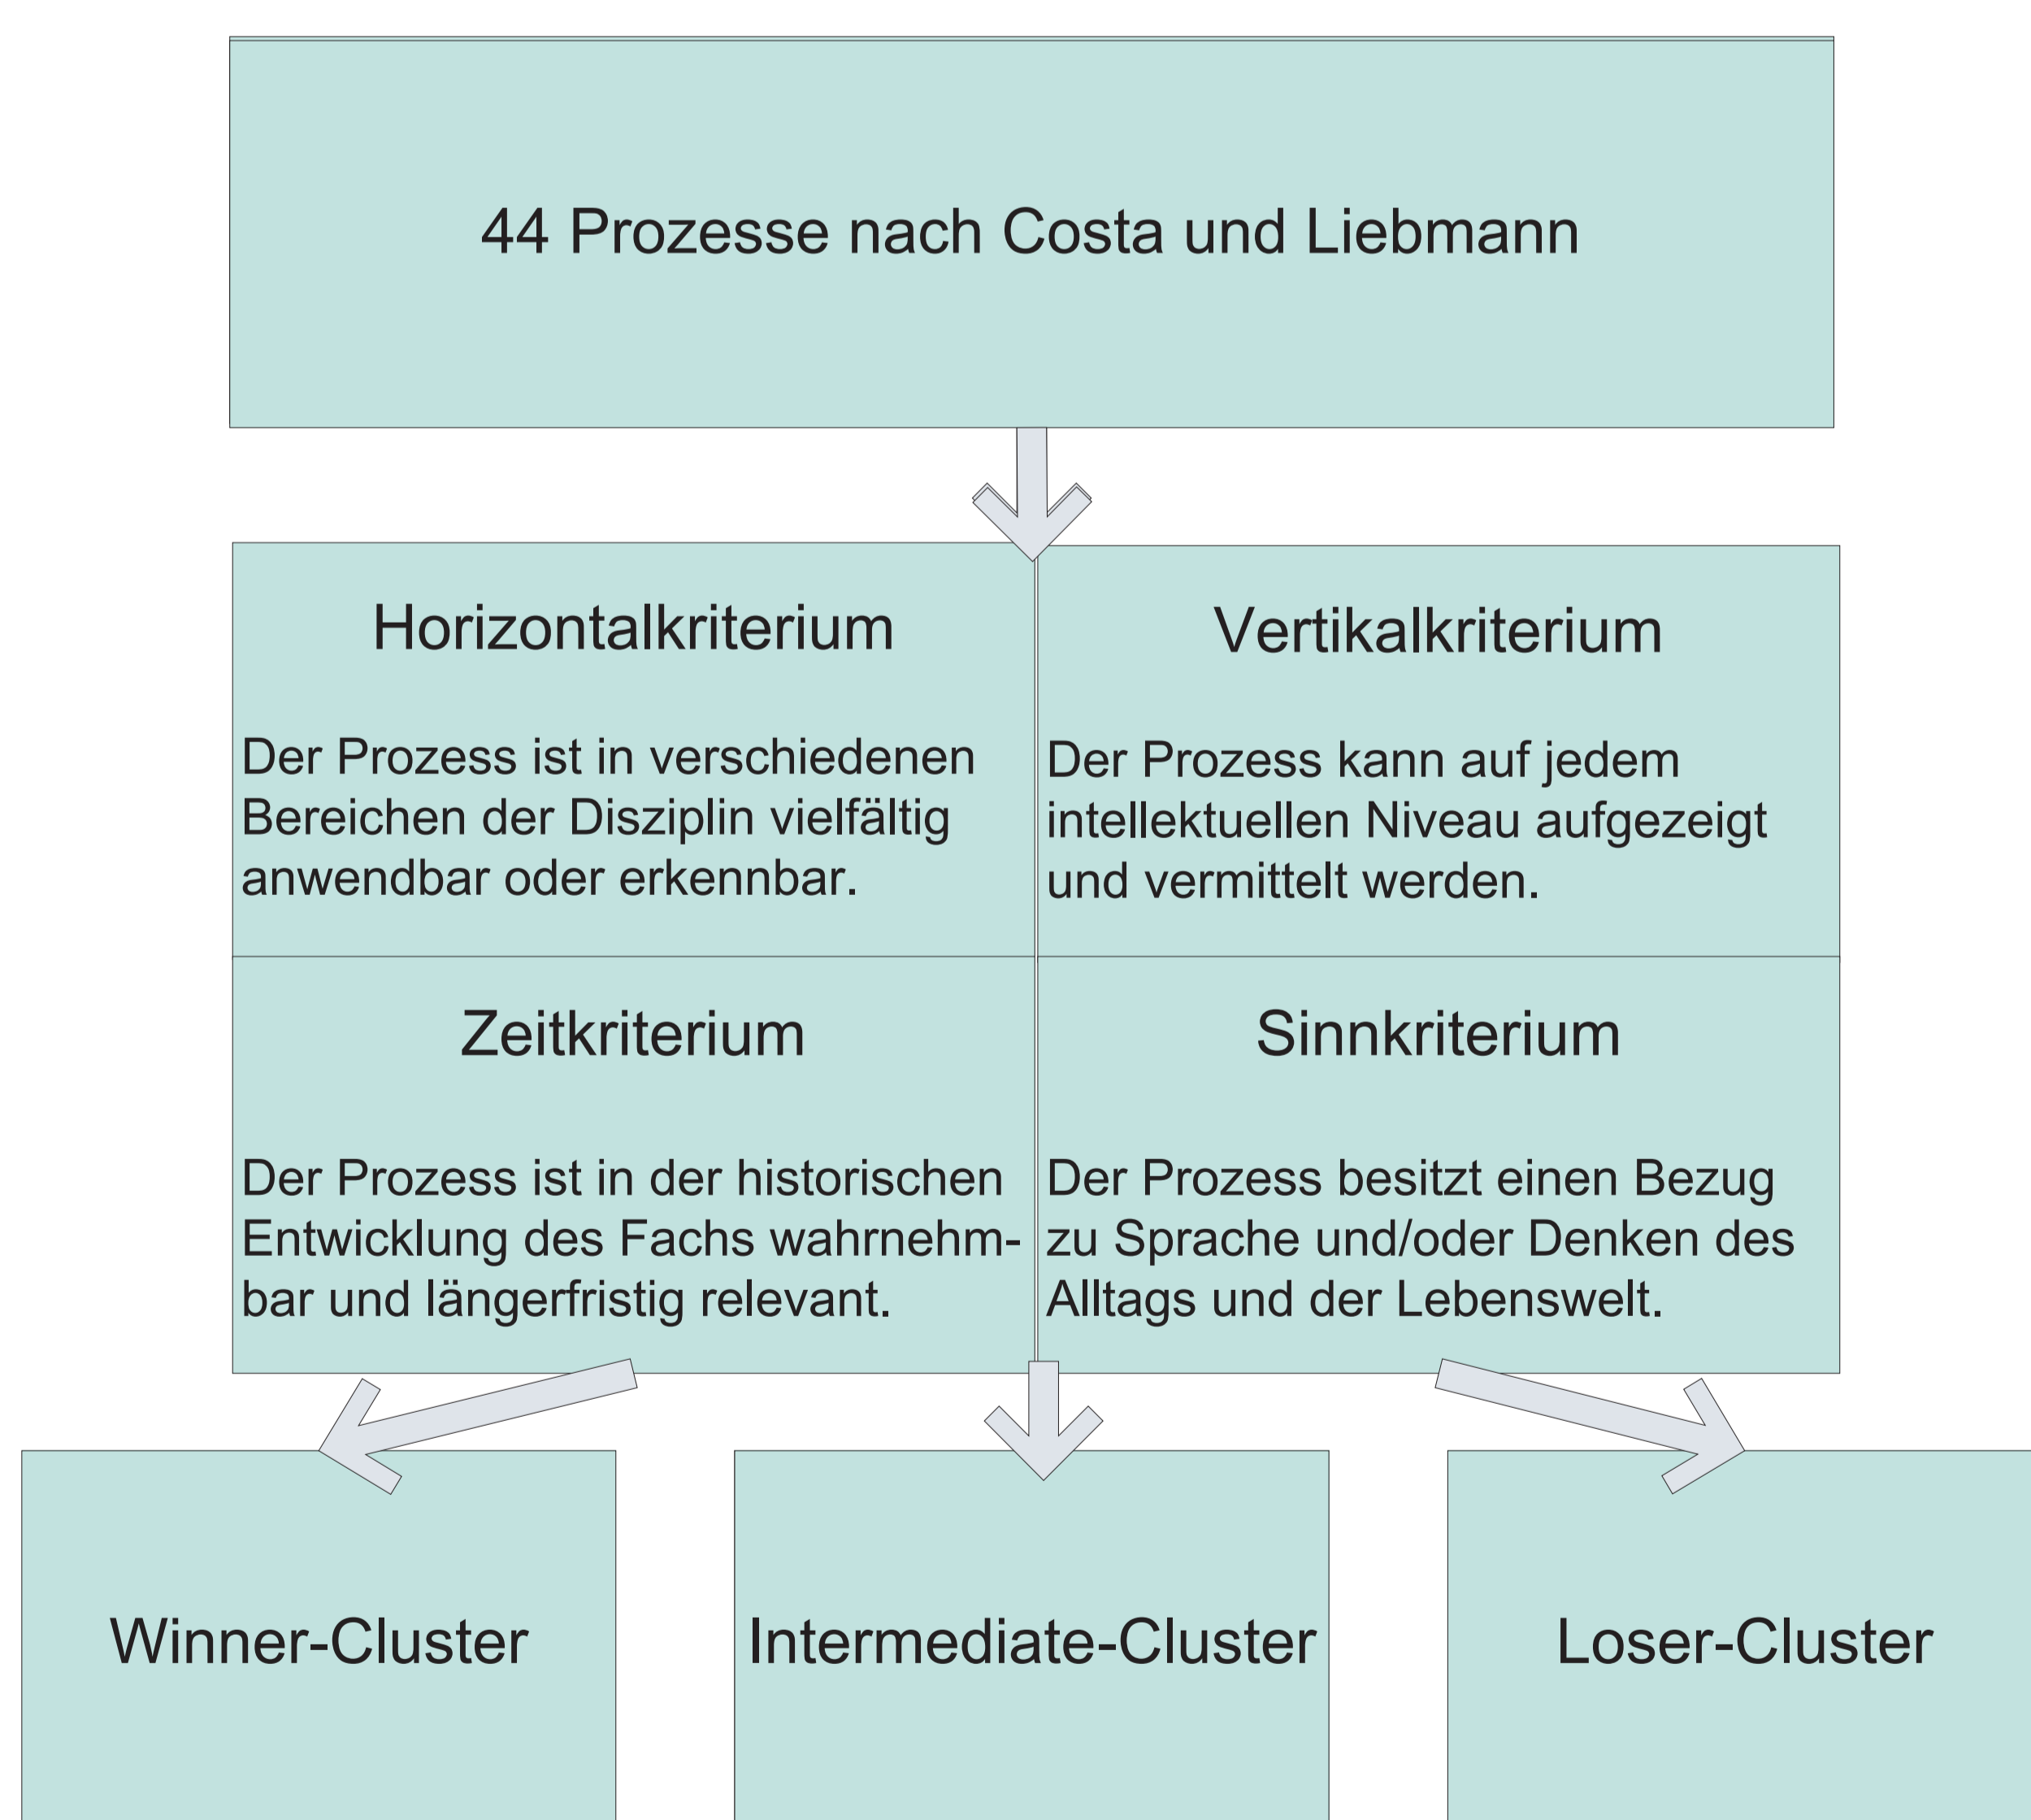 44 Prozesse nach Costa und Liebmann
Horizontalkriterium
Der Prozess ist in verschiedenen
Bereichen der Disziplin vielfältig
anwendbar oder erkennbar.
Vertikalkriterium
Der Prozess kann auf jedem
intellektuellen Niveau aufgezeigt
und vermittelt werden.
Zeitkriterium
Der Prozess ist in der historischen
Entwicklung des Fachs wahrnehm-
bar und längerfristig relevant.
Sinnkriterium
Der Prozess besitzt einen Bezug
zu Sprache und/oder Denken des
Alltags und der Lebenswelt.
Winner-Cluster
Intermediate-Cluster
Loser-Cluster